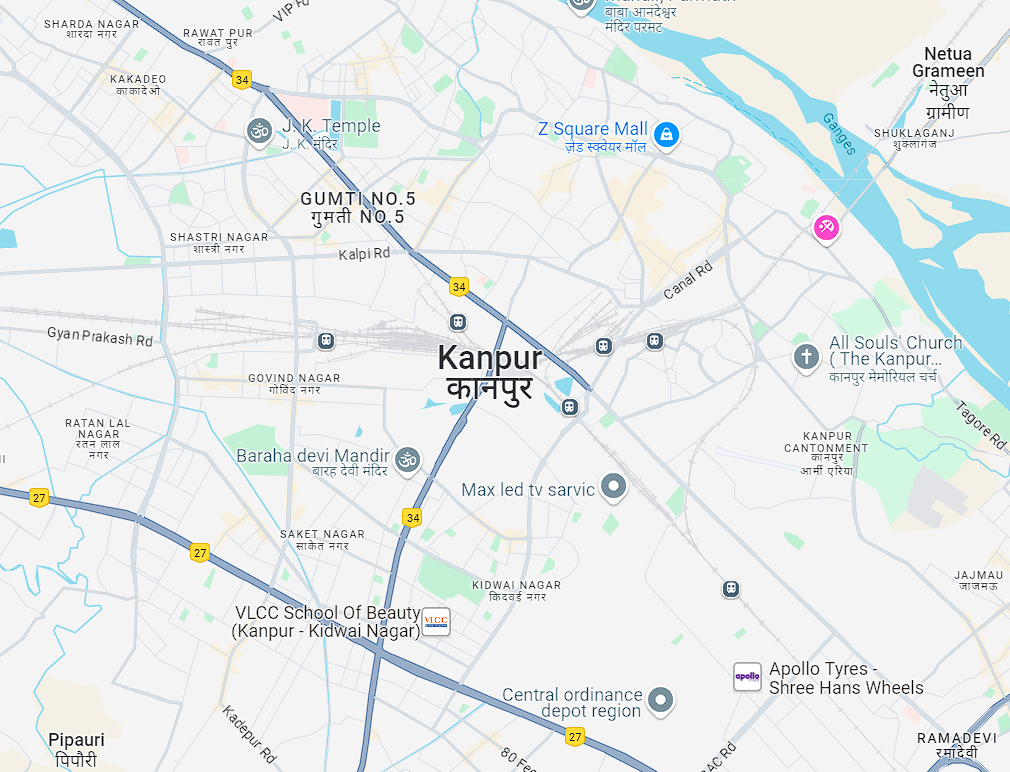 मंदिर परमट
बाबा आनंदेश्वर
VIP Rd
SHARDA NAGAR
शारदा नगर
RAWAT PUR
रावत पुर
34
KAKADEO
काकादेओ
Netua
Grameen
नेतुआ
ग्रामीण
J. K. Temple
J. K. मंदिर
Z Square Mall
ज़ेड स्क्वेयर मॉल
Ganges
SHUKLAGANJ
शुक्लागंज
GUMTI NO.5
गुमती NO.5
SHASTRI NAGAR
शास्त्री नगर
Kalpi Rd
34
Canal Rd
Gyan Prakash Rd
Kanpur
कानपुर
All Souls' Church
( The Kanpur...
कानपुर मेमोरियल चर्च
GOVIND NAGAR
गोविंद नगर
RATAN LAL
NAGAR
रतन लाल
नगर
Tagore Rd
KANPUR
CANTONMENT
कानपुर
आर्मी एरिया
Baraha devi Mandir
बारह देवी मंदिर
Max led tv sarvic
27
34
SAKET NAGAR
साकेत नगर
27
KIDWAI NAGAR
किदवई नगर
JAJMAU
जाजमऊ
VLCC School Of Beauty
(Kanpur - Kidwai Nagar)
VLCC
apollo
Apollo Tyres -
Shree Hans Wheels
Central ordinance
depot region
Kadepur Rd
Pipauri
पिपौरी
27
80 Fee
GAC Rd
RAMADEVI
रमादेवी